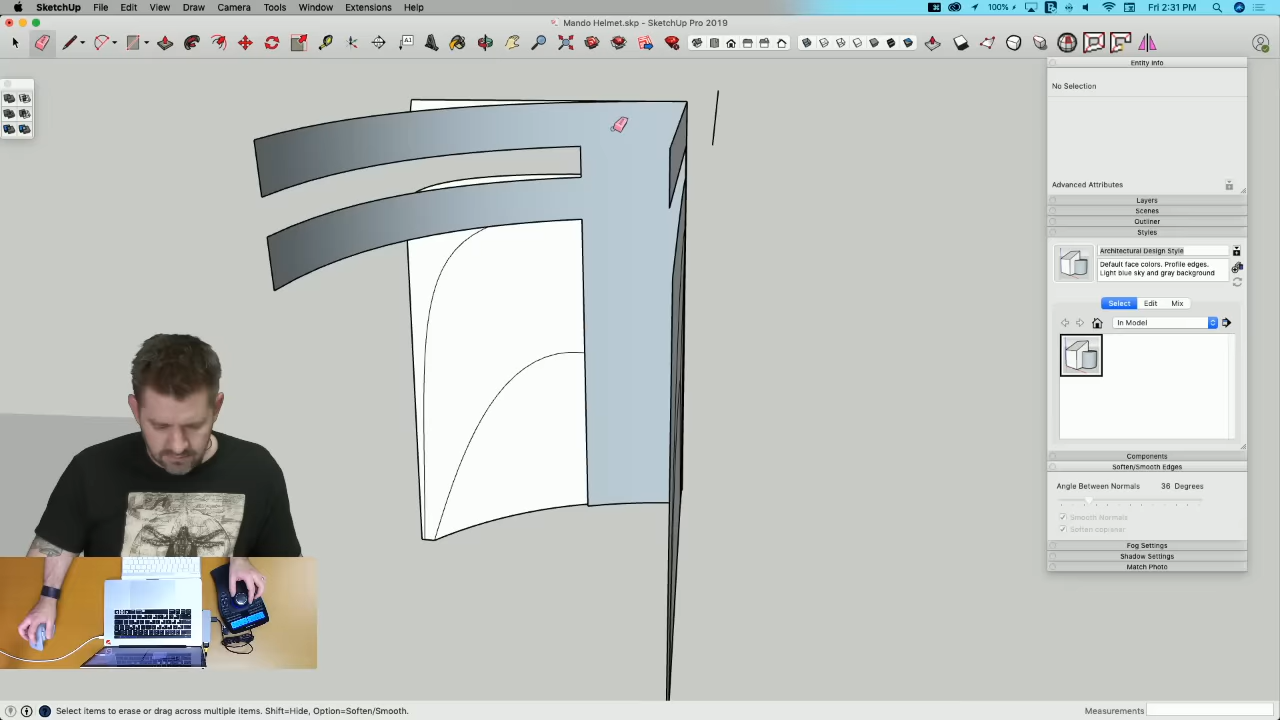 SketchUp File Edit View Camera Draw Tools Window Extensions Help
100% Fri 2:31 PM
Mando Helmet.skp - SketchUp Pro 2019
Entity Info
No Selection
Advanced Attributes
Layers
Scenes
Outliner
Styles
Architectural Design Style
Default face colors. Profile edges.
Light blue sky and gray background
Select Edit Mix
In Model
Components
Soften/Smooth Edges
Angle Between Normals 36 Degrees
Smooth Normals
Soften coplanar
Fog Settings
Shadow Settings
Match Photo
Select items to erase or drag across multiple items. Shift=Hide, Option=Soften/Smooth.
Measurements